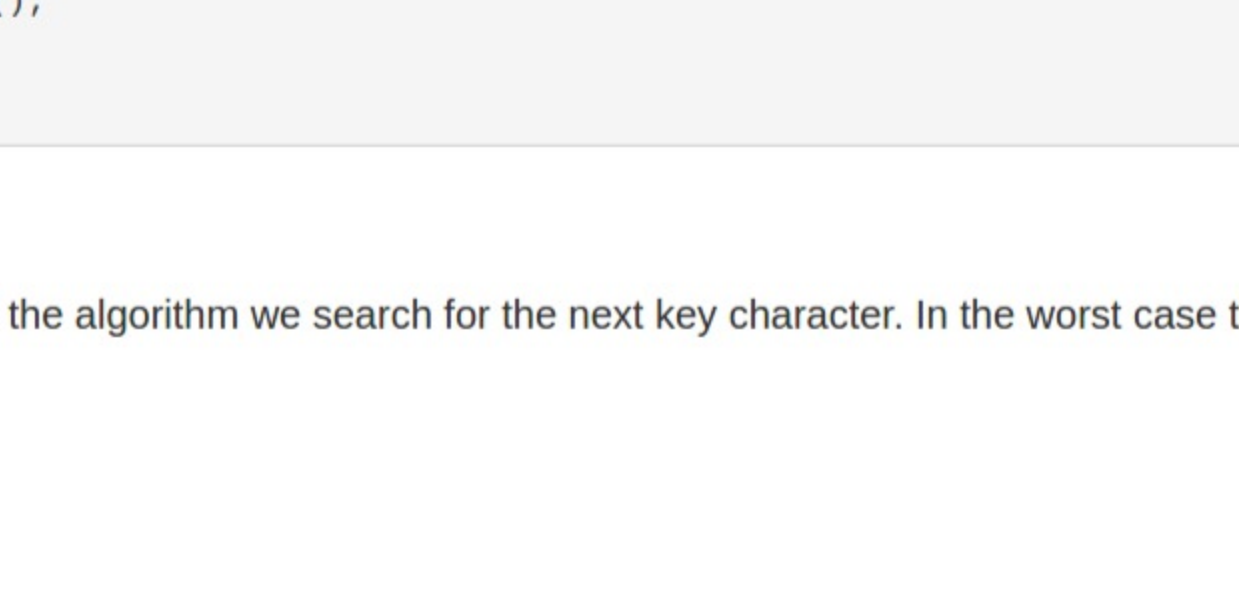 );
the algorithm we search for the next key character. In the worst case t